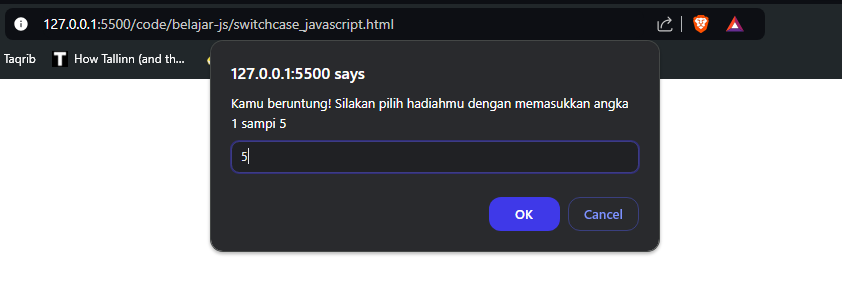 127.0.0.1:5500/code/belajar-js/switchcase_javascript.html
Taqrib
T
How Tallinn (and th...
127.0.0.1:5500 says
Kamu beruntung! Silakan pilih hadiahmu dengan memasukkan angka
1 sampi 5
5
OK
Cancel